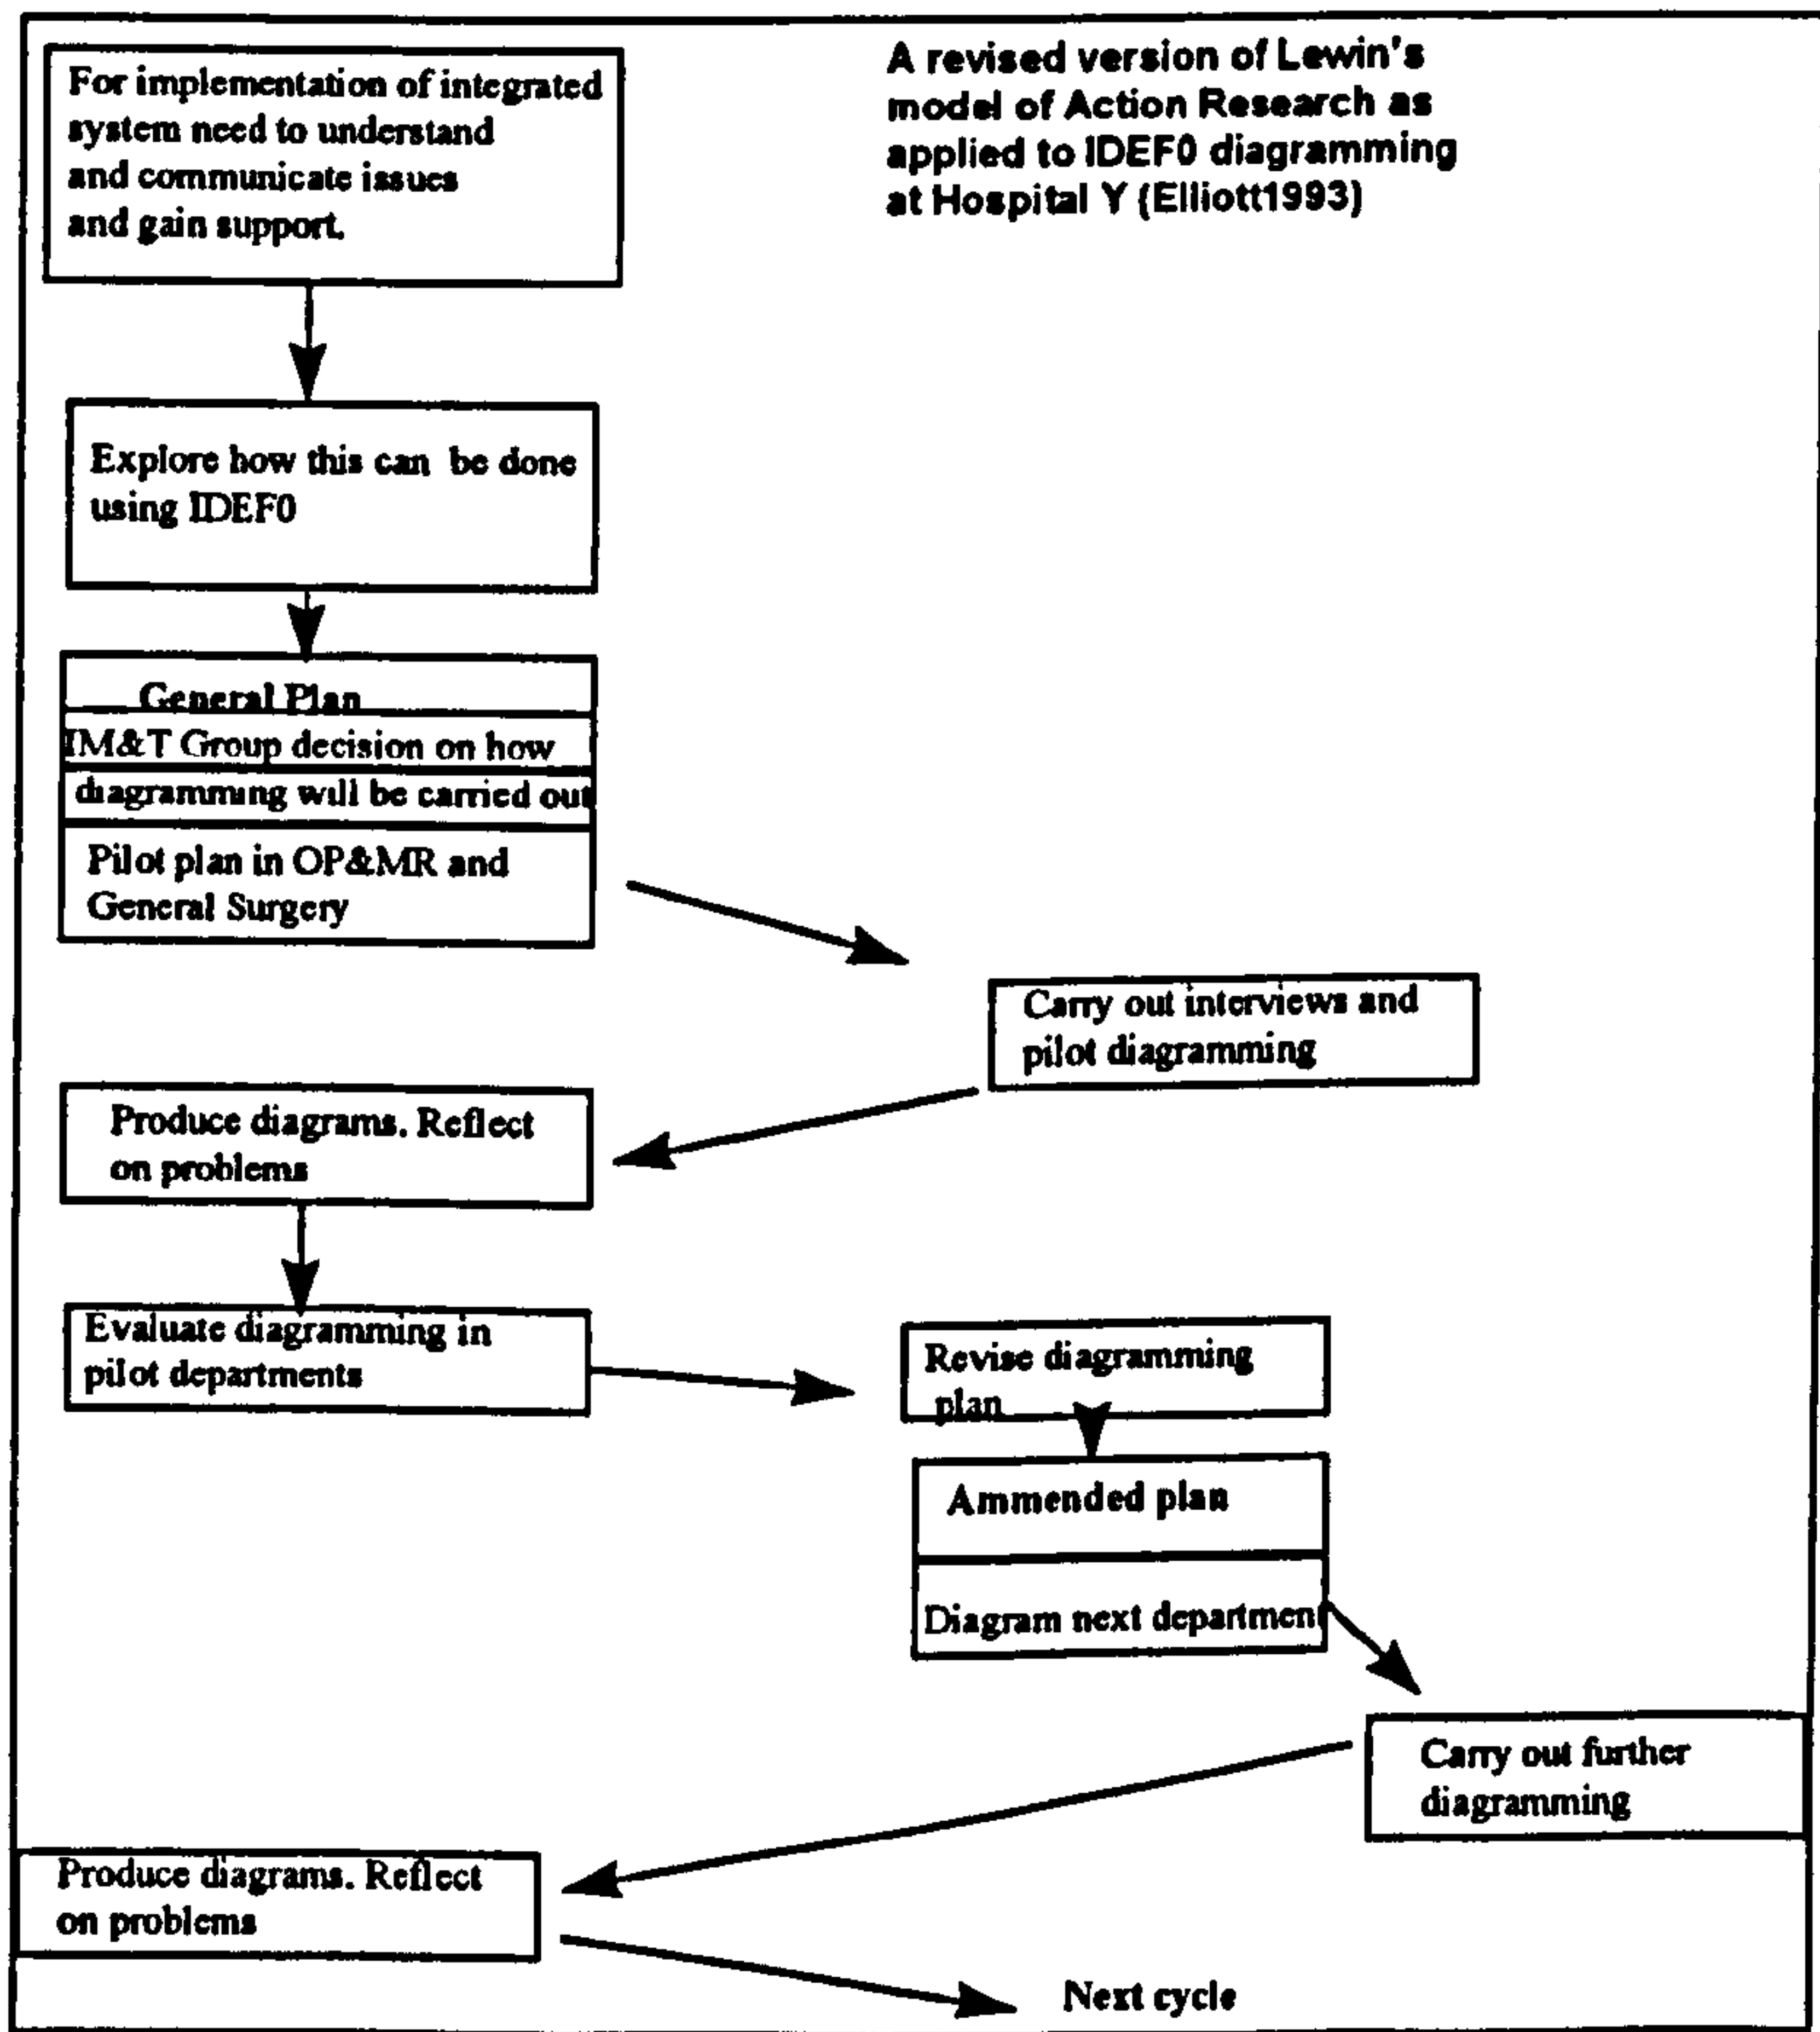 For implementation of integrated
system need to understand
and communicate issues
and gain support.
A revised version of Lewin's
model of Action Research as
applied to IDEF0 diagramming
at Hospital Y (Elliott1993)
Explore how this can be done
using IDEF0
General Plan
IM&T Group decision on how
diagramming will be carried out
Pilot plan in OP&MR and
General Surgery
Carry out interviews and
pilot diagramming
Produce diagrams. Reflect
on problems
Evaluate diagramming in
pilot departments
Revise diagramming
plan
Ammended plan
Diagram next department
Carry out further
diagramming
Produce diagrams. Reflect
on problems
Next cycle